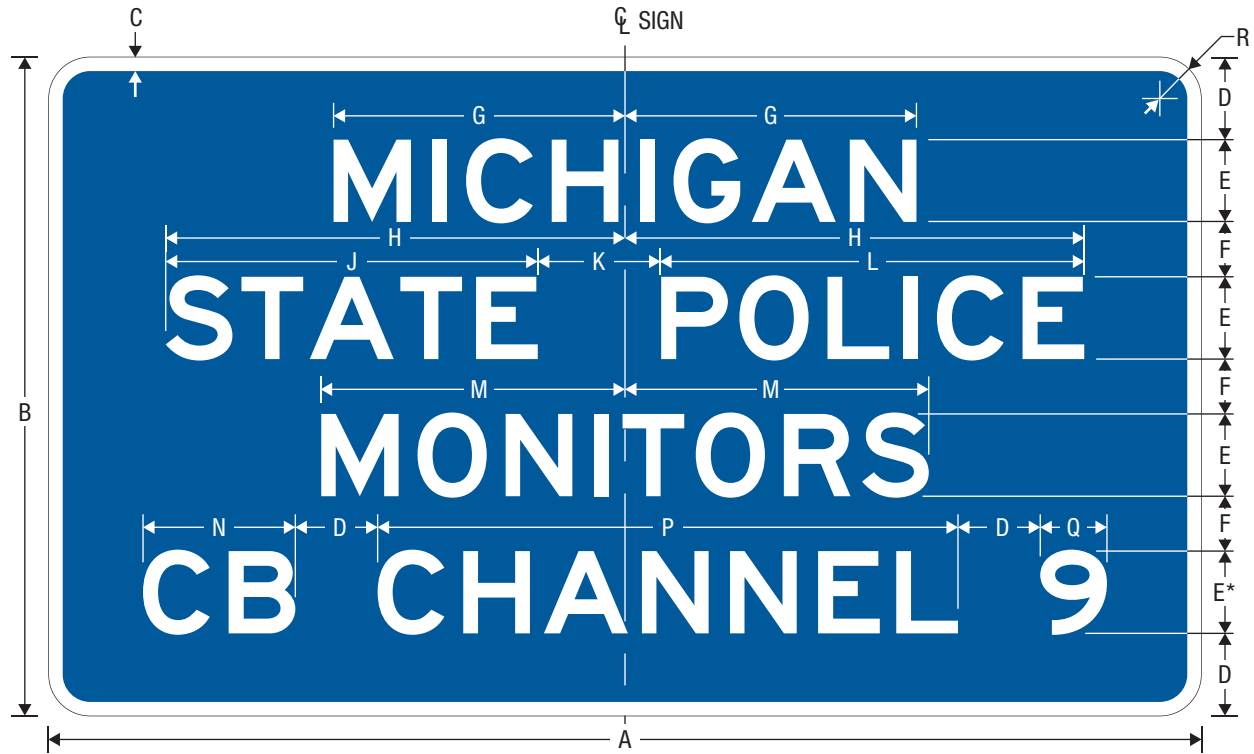 C
℄ SIGN
R
D
G G
MICHIGAN
E
H H
F
J K L
STATE POLICE
E
M M
F
B
MONITORS
E
N D P D Q
F
CB CHANNEL 9
E*
D
A